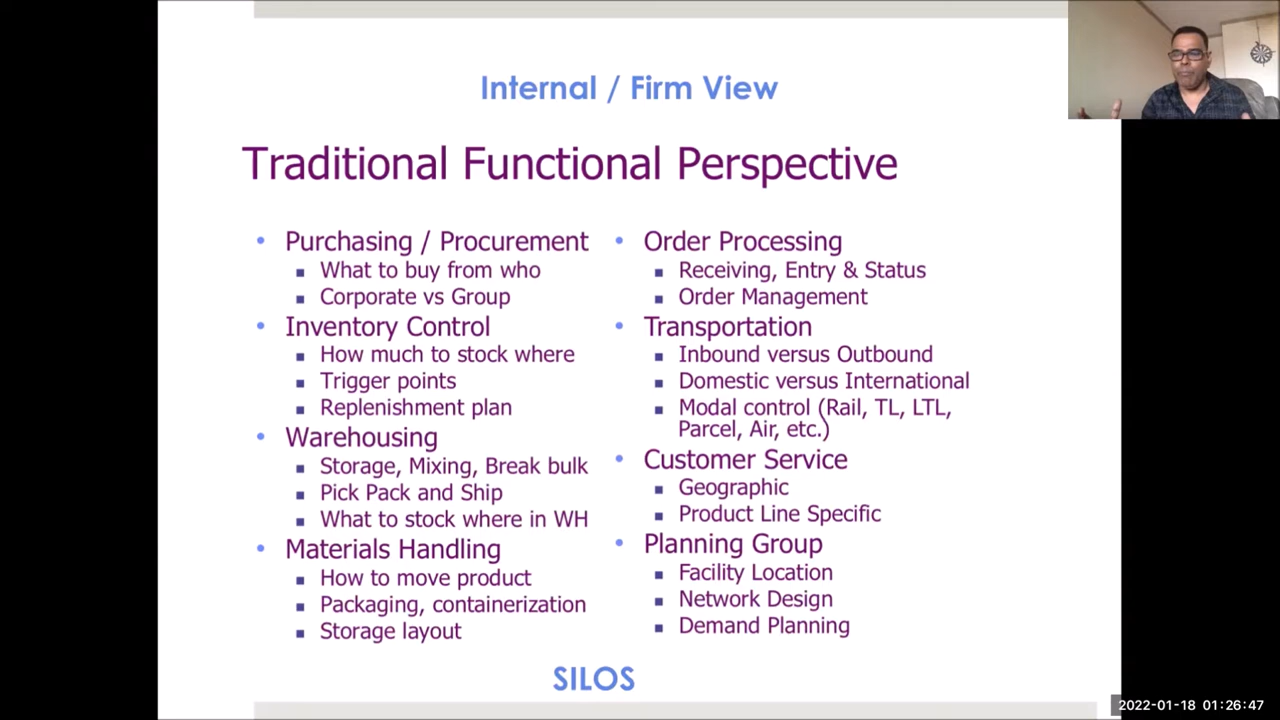 Internal / Firm View
Traditional Functional Perspective
Purchasing / Procurement
What to buy from who
Corporate vs Group
Inventory Control
How much to stock where
Trigger points
Replenishment plan
Warehousing
Storage, Mixing, Break bulk
Pick Pack and Ship
What to stock where in WH
Materials Handling
How to move product
Packaging, containerization
Storage layout
Order Processing
Receiving, Entry & Status
Order Management
Transportation
Inbound versus Outbound
Domestic versus International
Modal control (Rail, TL, LTL,
Parcel, Air, etc.)
Customer Service
Geographic
Product Line Specific
Planning Group
Facility Location
Network Design
Demand Planning
SILOS
2022-01-18 01:26:47